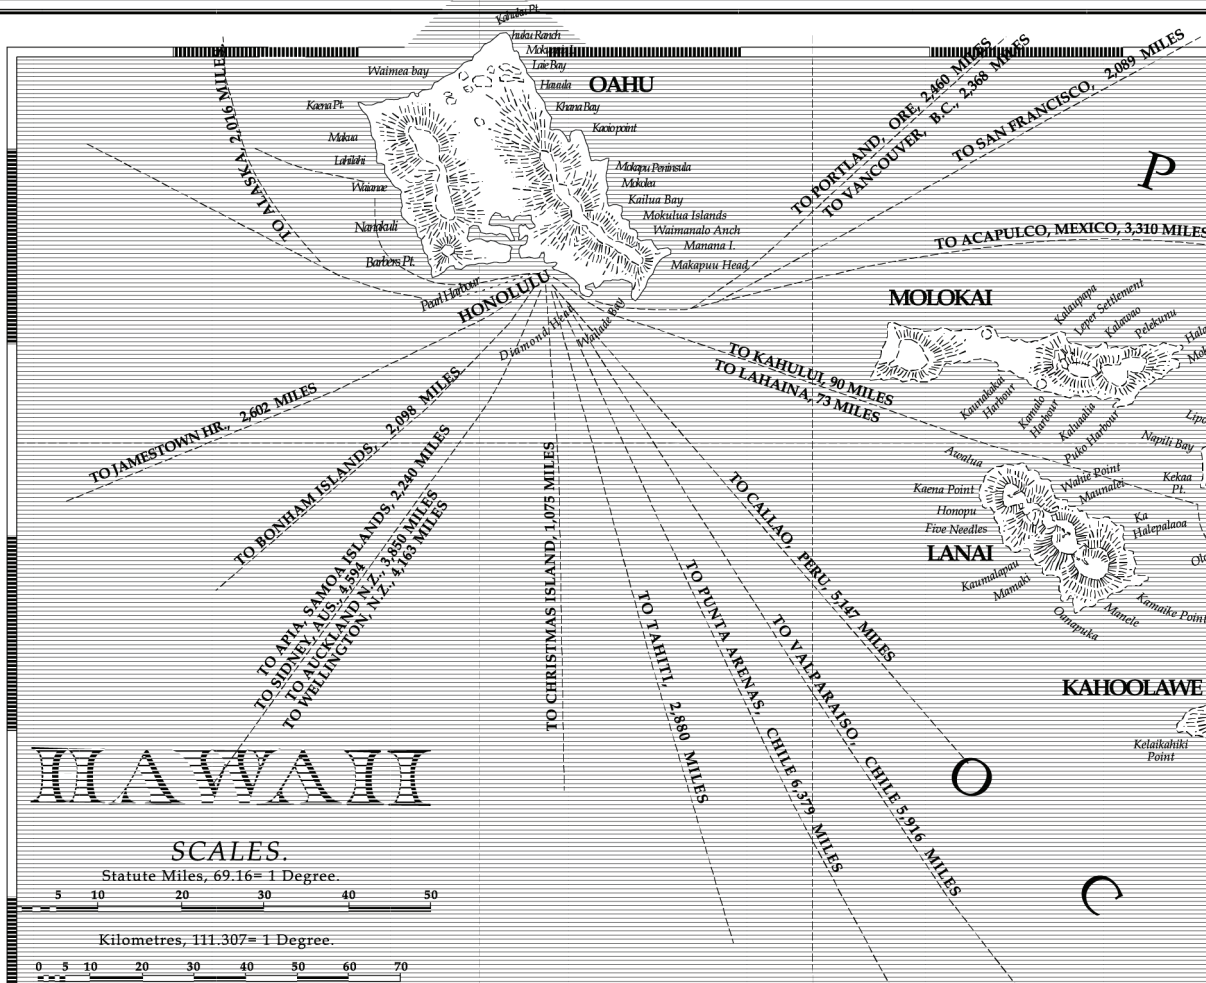 Kahuku Pt.
huku Ranch
Laie Bay
Hauula
OAHU
Khana Bay
Kaoio point
Waimea bay
Kaena Pt.
Makua
Lahilahi
Waianae
Nanakuli
Barbers Pt.
Mokapu Peninsula
Mokolea
Kailua Bay
Mokulua Islands
Waimanalo Anch
Manana I.
Makapuu Head
Pearl Harbour
HONOLULU
Diamond Head
TO ALASKA, 2,016 MILES
TO PORTLAND, ORE, 2,460 MILES
TO VANCOUVER, B.C., 2,368 MILES
TO SAN FRANCISCO, 2,089 MILES
TO ACAPULCO, MEXICO, 3,310 MILES
P
MOLOKAI
Kalaupapa
Leper Settlement
Kalawao
Pelekunu
Kaunakakai Harbour
Kamalo Harbour
Kaluaalia
Puko Harbour
TO KAHULUI, 90 MILES
TO LAHAINA, 73 MILES
Napili Bay
Kekaa Pt.
Awalua
Kaena Point
Honopu
Five Needles
LANAI
Kaumalapau
Mamaki
Wahie Point
Maunalei
Ka
Halepalaoa
Kamaike Point
Manele
KAHOOLAWE
Kelaikahiki
Point
TO JAMESTOWN HR., 2,602 MILES
TO BONHAM ISLANDS, 2,098 MILES
TO APIA, SAMOA ISLANDS, 2,240 MILES
TO SIDNEY, AUS., 4,594
TO AUCKLAND N.Z., 3,850 MILES
TO WELLINGTON, N.Z., 4,163 MILES
TO CHRISTMAS ISLAND, 1,075 MILES
TO TAHITI, 2,880 MILES
TO PUNTA ARENAS, CHILE 6,379 MILES
TO VALPARAISO, CHILE 5,916 MILES
TO CALLAO, PERU, 5,147 MILES
O
C
HAWAII
SCALES.
Statute Miles, 69.16= 1 Degree.
5 10 20 30 40 50
Kilometres, 111.307= 1 Degree.
0 5 10 20 30 40 50 60 70